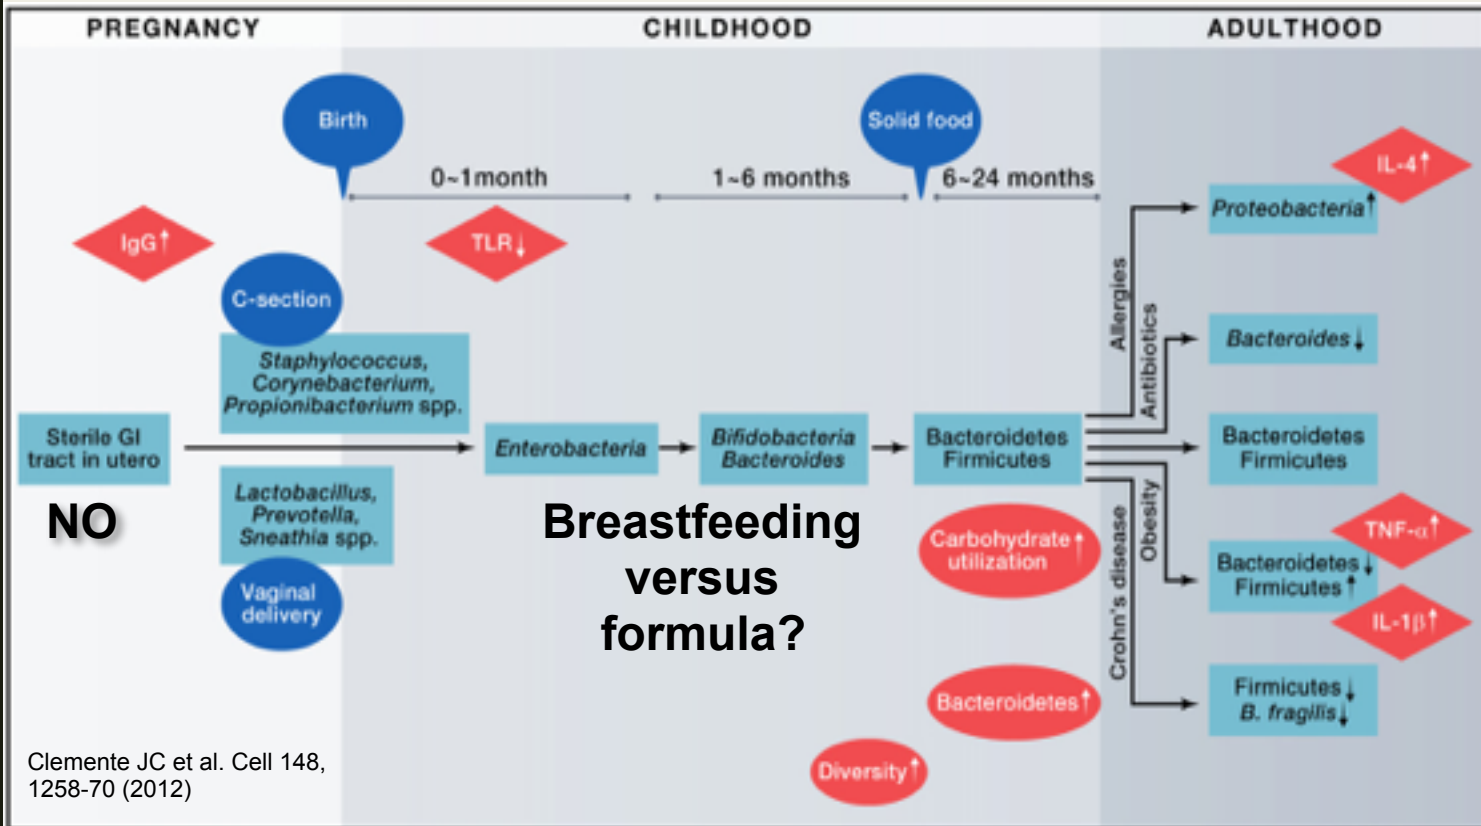 PREGNANCY
CHILDHOOD
ADULTHOOD
Birth
Solid food
0~1month
1~6 months
6~24 months
IgG↑
TLR↓
IL-4↑
Proteobacteria↑
C-section
Staphylococcus,
Corynebacterium,
Propionibacterium spp.
Allergies
Antibiotics
Bacteroides↓
Sterile GI
tract in utero
Enterobacteria
Bifidobacteria
Bacteroides
Bacteroidetes
Firmicutes
Bacteroidetes
Firmicutes
NO
Lactobacillus,
Prevotella,
Sneathia spp.
Vaginal
delivery
Breastfeeding
versus
formula?
Carbohydrate↑
utilization
Crohn's disease
Obesity
TNF-α↑
Bacteroidetes↓
Firmicutes↑
IL-1β↑
Bacteroidetes↑
Firmicutes↓
B. fragilis↓
Diversity↑
Clemente JC et al. Cell 148,
1258-70 (2012)